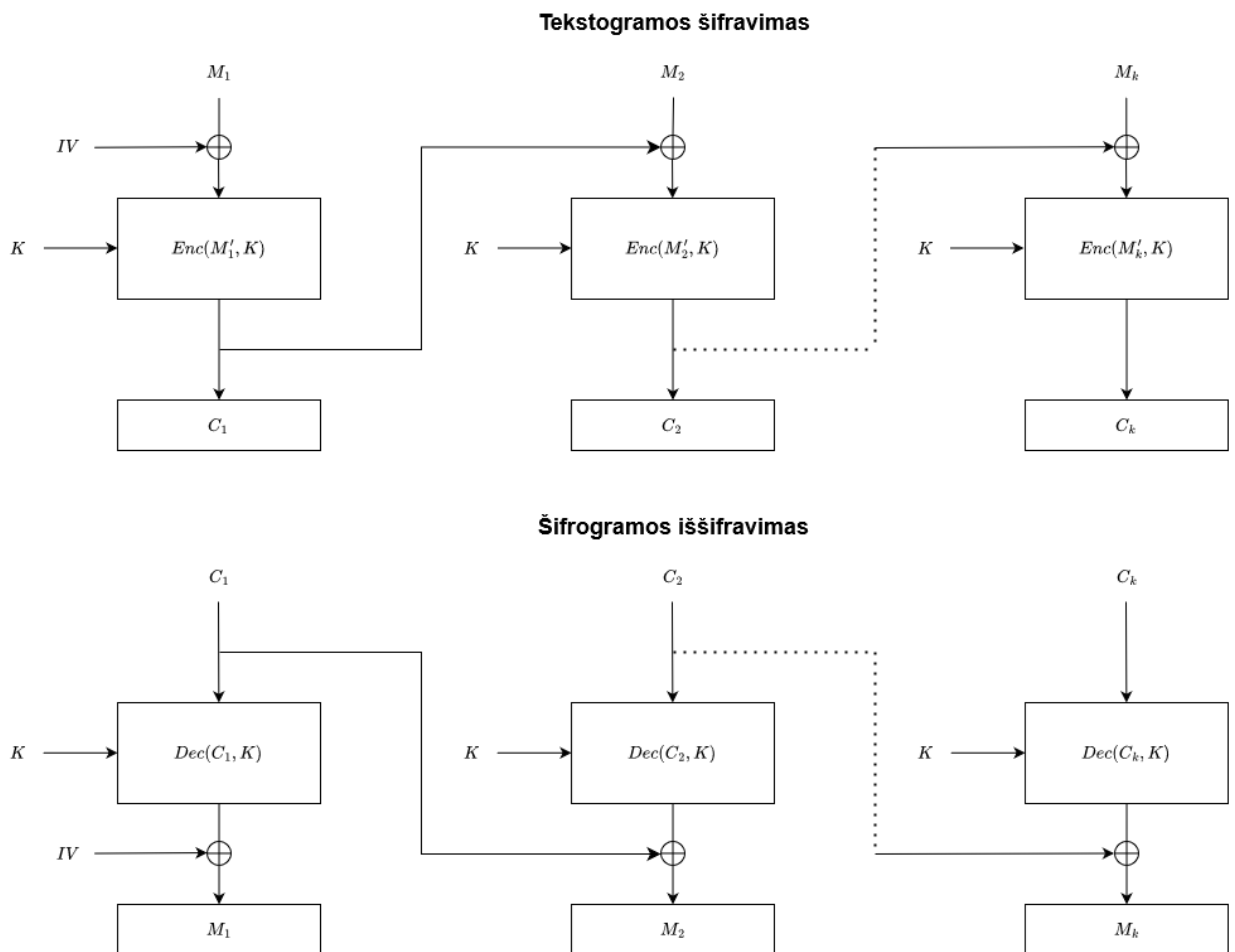 Tekstogramos šifravimas
M₁ M₂ Mₖ
IV
K Enc(M′₁, K) K Enc(M′₂, K) K Enc(M′ₖ, K)
C₁ C₂ Cₖ
Šifrogramos iššifravimas
C₁ C₂ Cₖ
K Dec(C₁, K) K Dec(C₂, K) K Dec(Cₖ, K)
IV
M₁ M₂ Mₖ